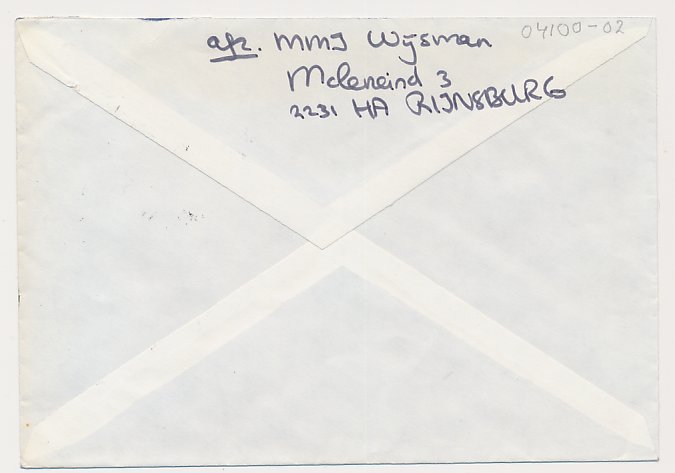 04100-02
afz. MMJ Wijsman
Moleneind 3
2231 HA RIJNSBURG